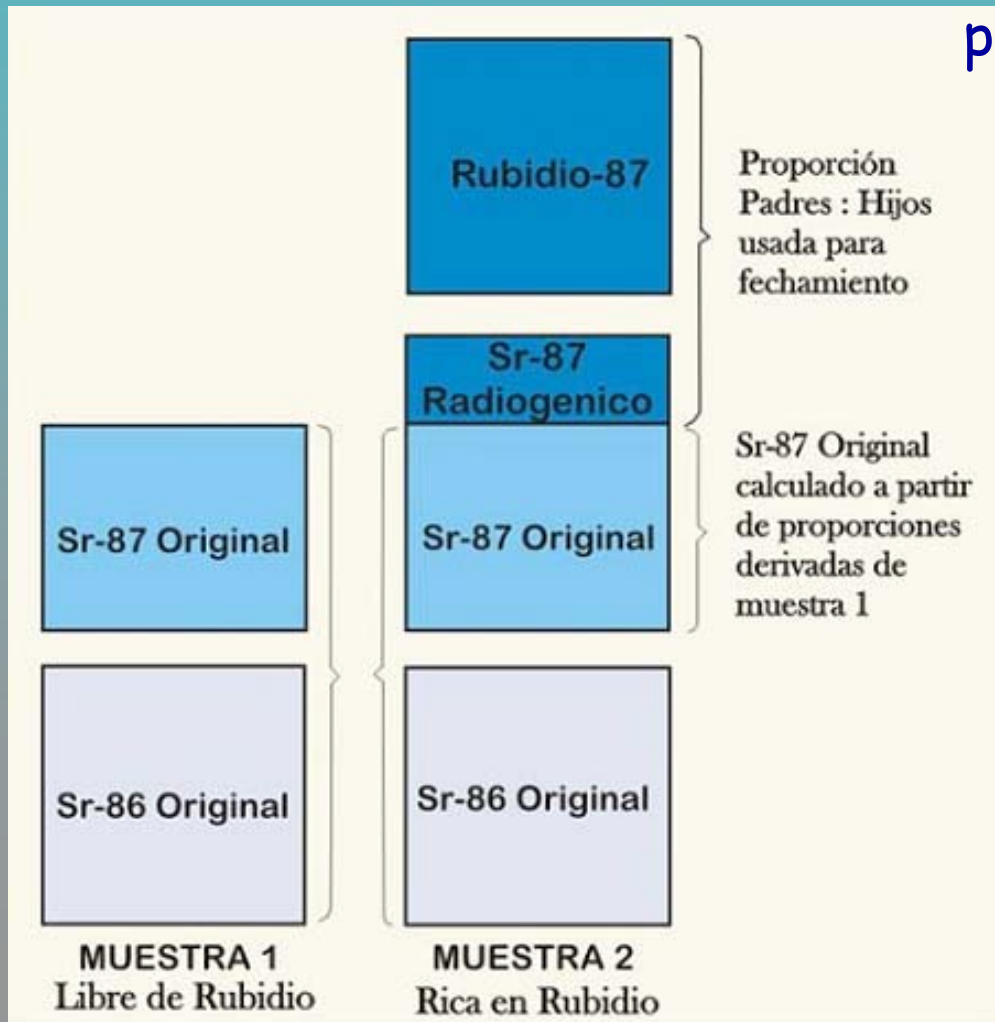 p
Rubidio-87
Proporción
Padres : Hijos
usada para
fechamiento
Sr-87
Radiogenico
Sr-87 Original
Sr-87 Original
Sr-87 Original
calculado a partir
de proporciones
derivadas de
muestra 1
Sr-86 Original
Sr-86 Original
MUESTRA 1
Libre de Rubidio
MUESTRA 2
Rica en Rubidio